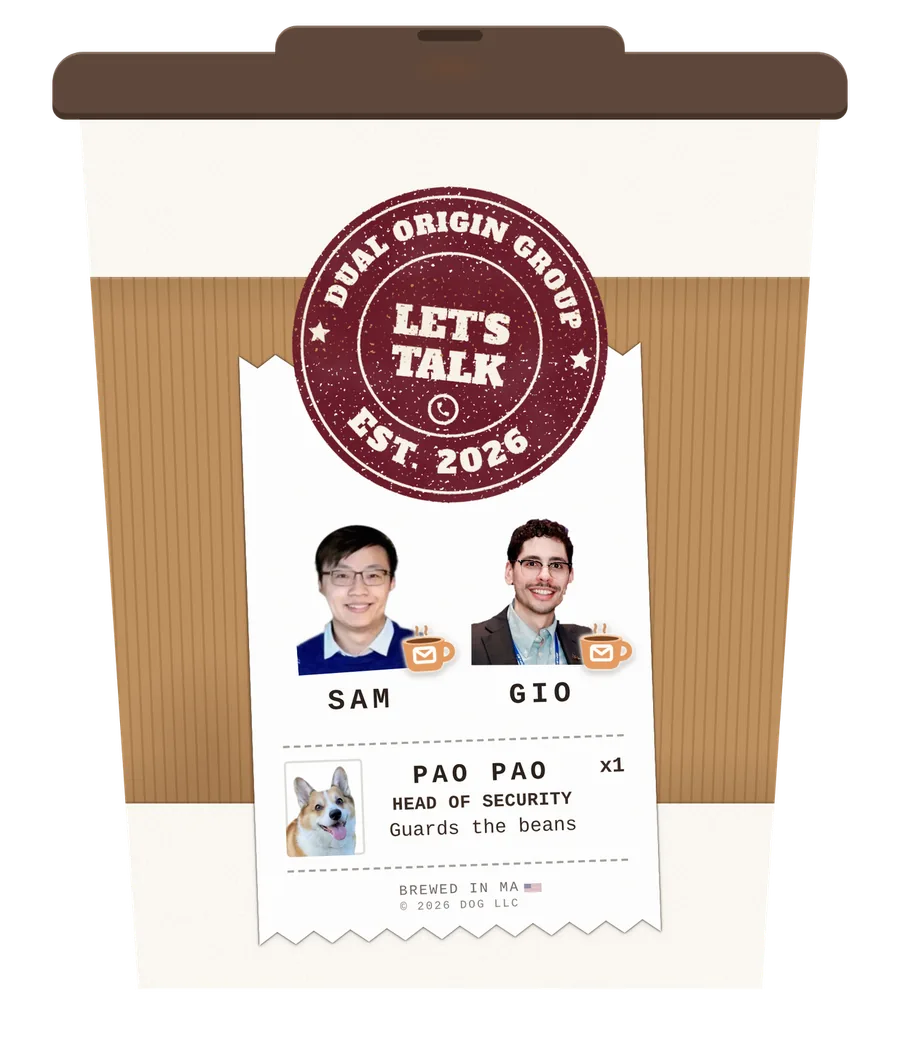 DUAL ORIGIN GROUP
LET'S
TALK
EST. 2026
SAM
GIO
PAO PAO
x1
HEAD OF SECURITY
Guards the beans
BREWED IN MA
© 2026 DOG LLC